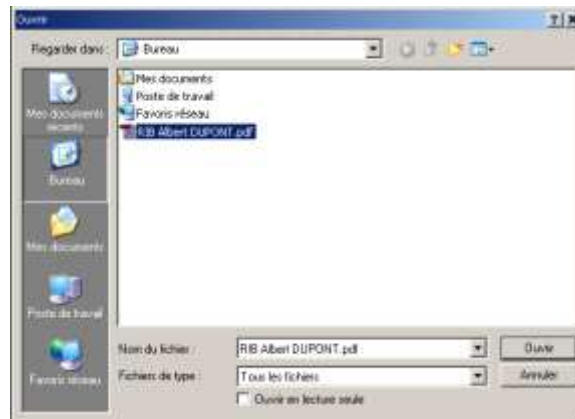 Ouvrir
Regarder dans :
Bureau
Mes documents récents
Bureau
Mes documents
Poste de travail
Favoris réseau
Mes documents
Poste de travail
Favoris réseau
RIB Albert DUPONT.pdf
Nom du fichier :
RIB Albert DUPONT.pdf
Ouvrir
Fichiers de type :
Tous les fichiers
Annuler
Ouvrir en lecture seule